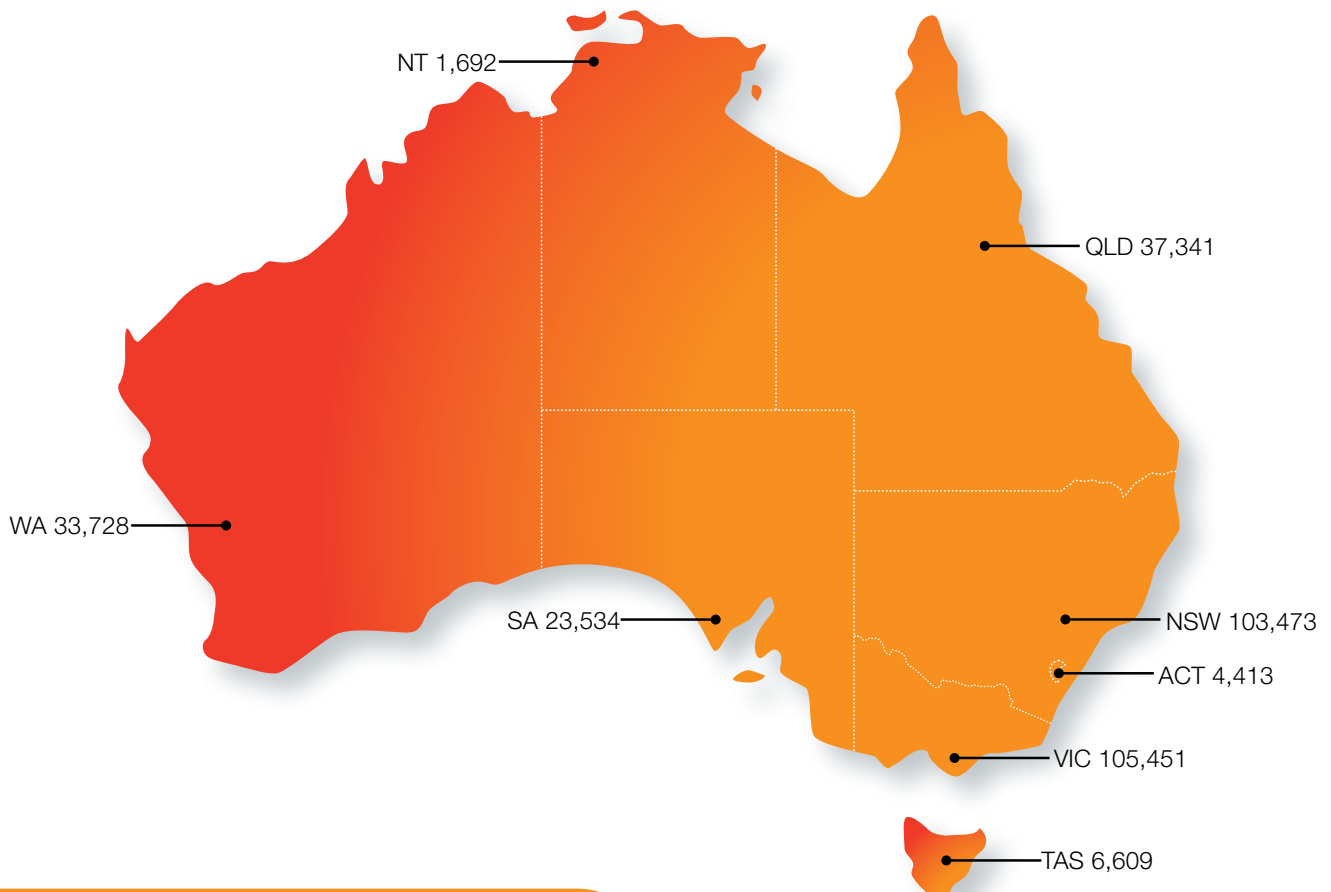 NT 1,692
QLD 37,341
WA 33,728
SA 23,534
NSW 103,473
ACT 4,413
VIC 105,451
TAS 6,609